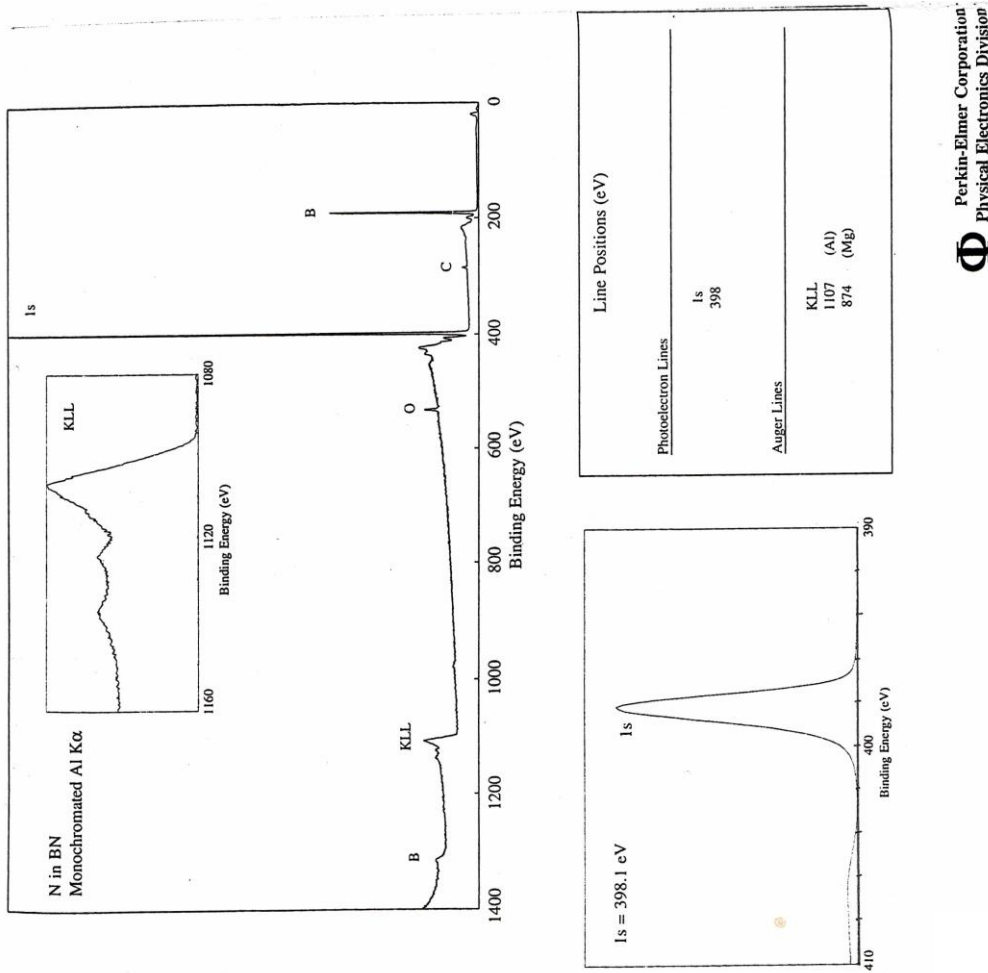 N in BN
Monochromated Al Kα
1s
KLL
1160
1120
1080
Binding Energy (eV)
B
KLL
O
C
B
1400
1200
1000
800
600
400
200
0
Binding Energy (eV)
1s = 398.1 eV
1s
410
400
390
Binding Energy (eV)
Line Positions (eV)
Photoelectron Lines
1s
398
Auger Lines
KLL
1107 (Al)
874 (Mg)
Φ Perkin-Elmer Corporation
Physical Electronics Division